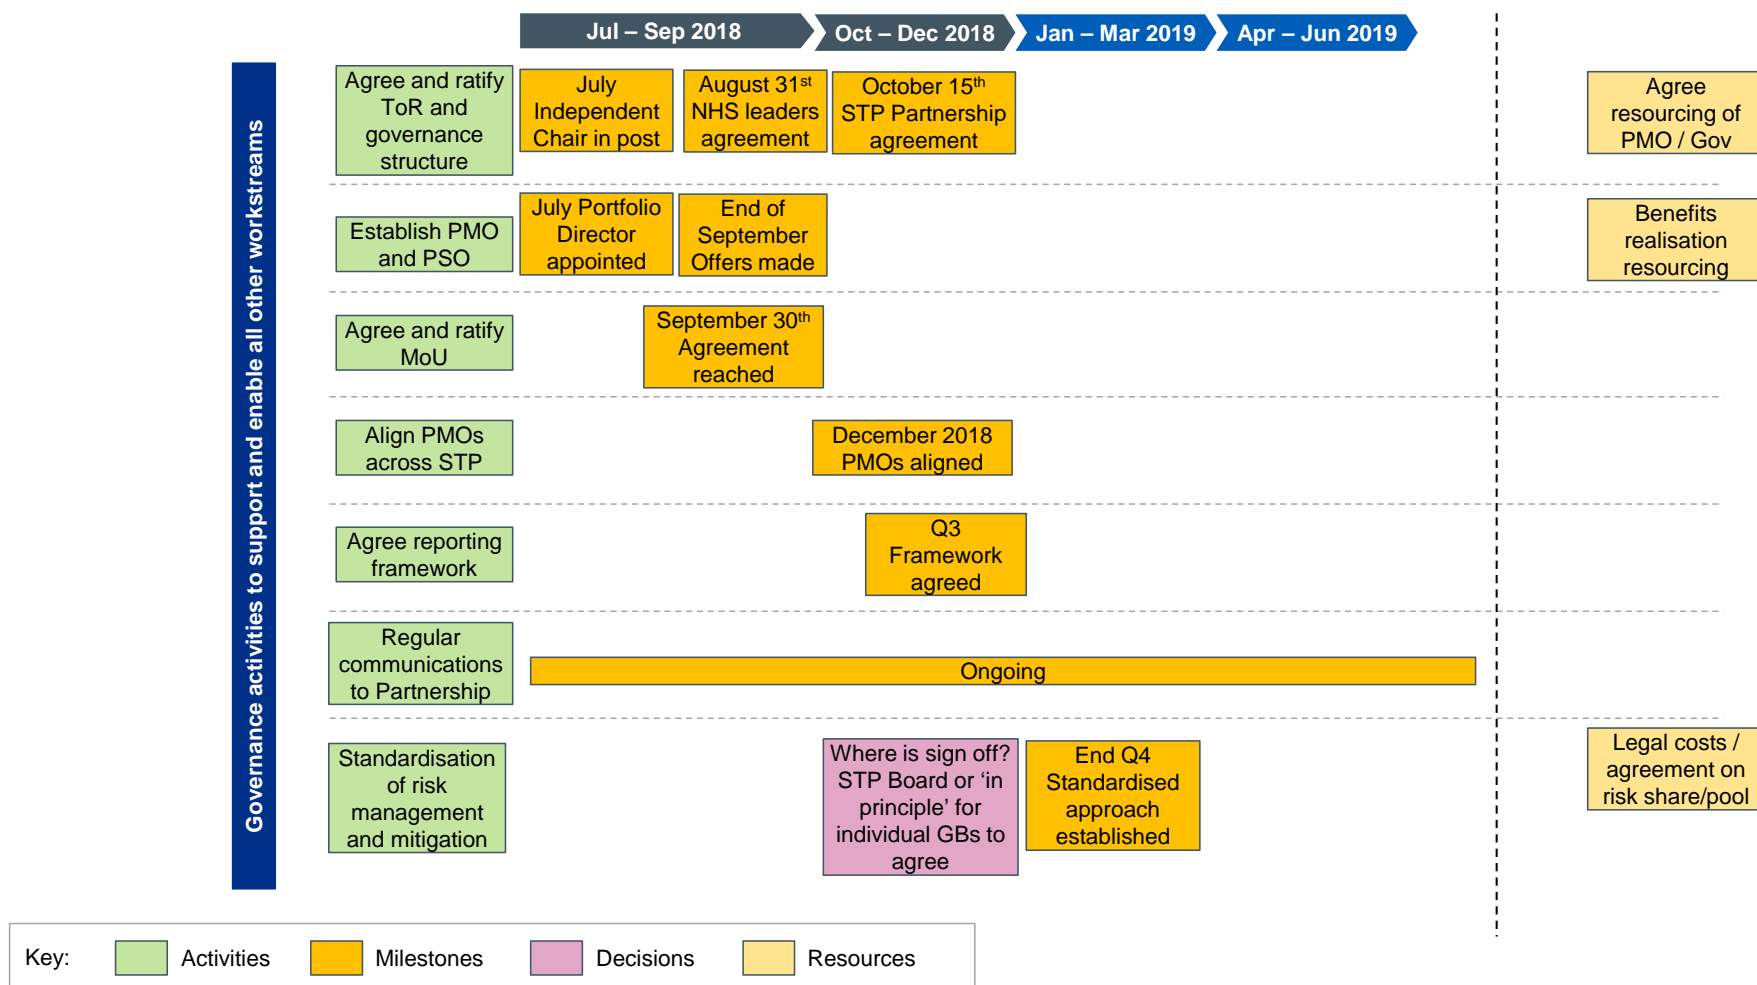 Jul – Sep 2018
Oct – Dec 2018
Jan – Mar 2019
Apr – Jun 2019
Governance activities to support and enable all other workstreams
Agree and ratify
ToR and
governance
structure
July
Independent
Chair in post
August 31st
NHS leaders
agreement
October 15th
STP Partnership
agreement
Agree
resourcing of
PMO / Gov
Establish PMO
and PSO
July Portfolio
Director
appointed
End of
September
Offers made
Benefits
realisation
resourcing
Agree and ratify
MoU
September 30th
Agreement
reached
Align PMOs
across STP
December 2018
PMOs aligned
Agree reporting
framework
Q3
Framework
agreed
Regular
communications
to Partnership
Ongoing
Standardisation
of risk
management
and mitigation
Where is sign off?
STP Board or ‘in
principle’ for
individual GBs to
agree
End Q4
Standardised
approach
established
Legal costs /
agreement on
risk share/pool
Key:
Activities
Milestones
Decisions
Resources